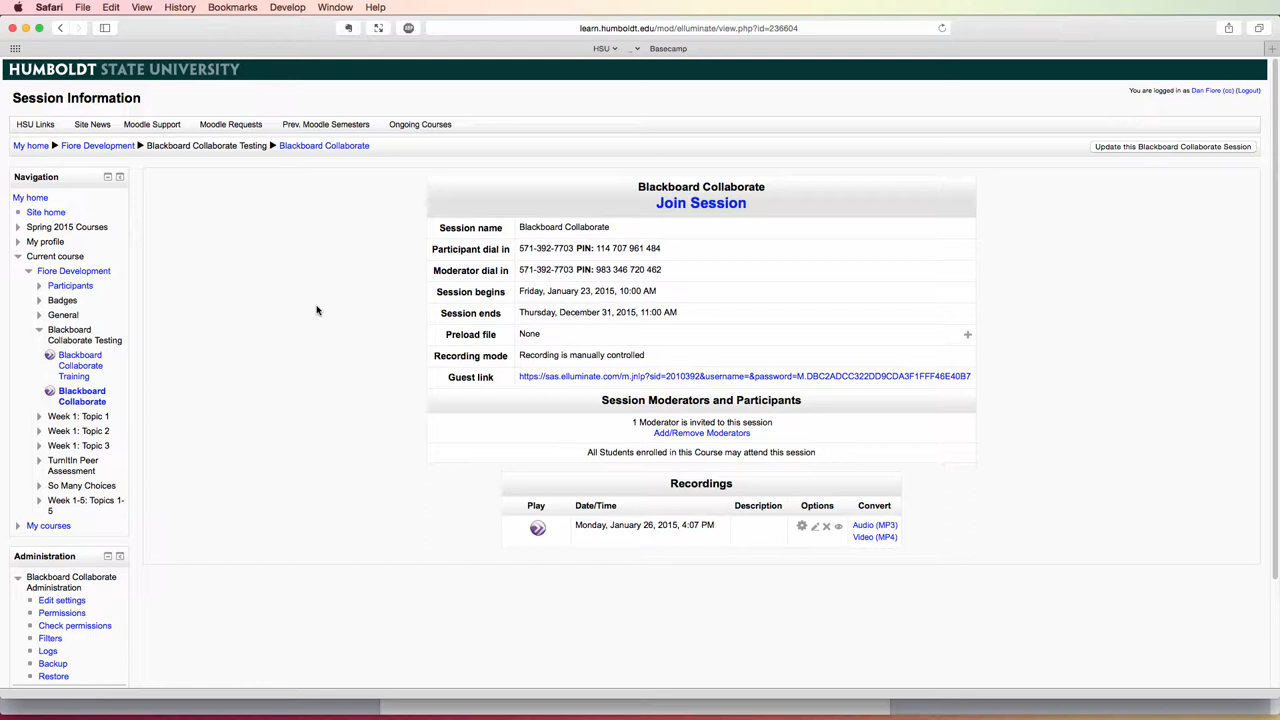 Safari File Edit View History Bookmarks Develop Window Help
learn.humboldt.edu/mod/elluminate/view.php?id=236604
HSU Basecamp
HUMBOLDT STATE UNIVERSITY
Session Information
You are logged in as Dan Fiore (cc) (Logout)
HSU Links Site News Moodle Support Moodle Requests Prev. Moodle Semesters Ongoing Courses
My home ▶ Fiore Development ▶ Blackboard Collaborate Testing ▶ Blackboard Collaborate
Update this Blackboard Collaborate Session
Navigation
My home
Site home
Spring 2015 Courses
My profile
Current course
Fiore Development
Participants
Badges
General
Blackboard
Collaborate Testing
Blackboard
Collaborate
Training
Blackboard
Collaborate
Week 1: Topic 1
Week 1: Topic 2
Week 1: Topic 3
TurnItIn Peer
Assessment
So Many Choices
Week 1-5: Topics 1-
5
My courses
Administration
Blackboard Collaborate
Administration
Edit settings
Permissions
Check permissions
Filters
Logs
Backup
Restore
Blackboard Collaborate
Join Session
Session name Blackboard Collaborate
Participant dial in 571-392-7703 PIN: 114 707 961 484
Moderator dial in 571-392-7703 PIN: 983 346 720 462
Session begins Friday, January 23, 2015, 10:00 AM
Session ends Thursday, December 31, 2015, 11:00 AM
Preload file None
Recording mode Recording is manually controlled
Guest link https://sas.elluminate.com/m.jnlp?sid=2010392&username=&password=M.DBC2ADCC322DD9CDA3F1FFF46E40B7
Session Moderators and Participants
1 Moderator is invited to this session
Add/Remove Moderators
All Students enrolled in this Course may attend this session
Recordings
Play Date/Time Description Options Convert
Monday, January 26, 2015, 4:07 PM Audio (MP3)
Video (MP4)